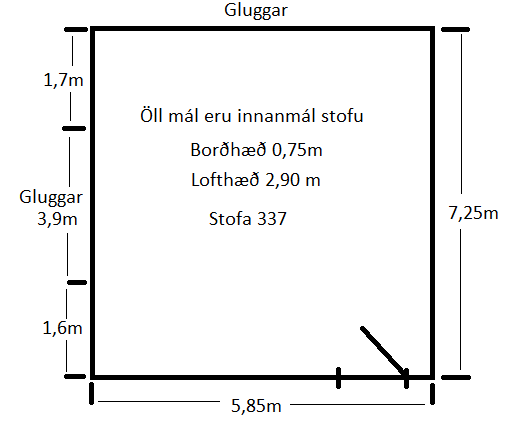 Gluggar
1,7m
Öll mál eru innanmál stofu
Borðhæð 0,75m
Lofthæð 2,90 m
Gluggar
3,9m
Stofa 337
7,25m
1,6m
5,85m